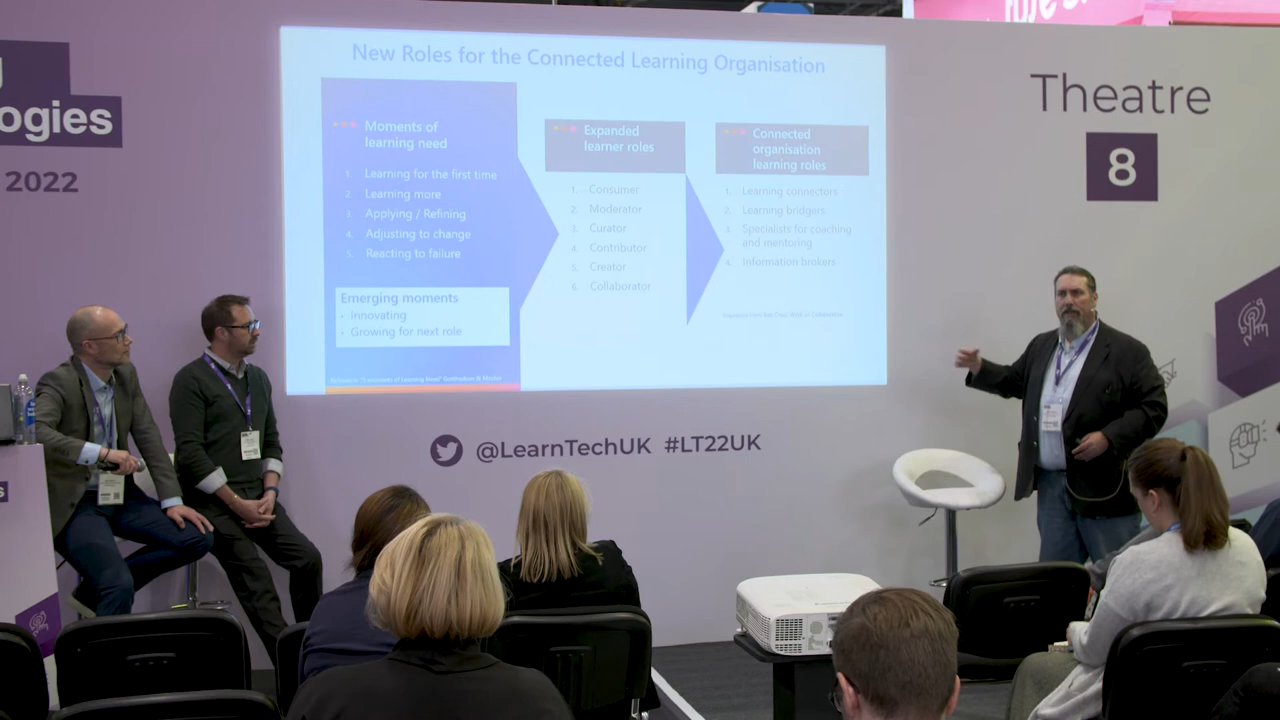 ogies
2022
New Roles for the Connected Learning Organisation
Moments of
learning need
1. Learning for the first time
2. Learning more
3. Applying / Refining
4. Adjusting to change
5. Reacting to failure
Emerging moments
· Innovating
· Growing for next role
Expanded
learner roles
1. Consumer
2. Moderator
3. Curator
4. Contributor
5. Creator
6. Collaborator
Connected
organisation
learning roles
1. Learning connectors
2. Learning bridgers
3. Specialists for coaching
and mentoring
4. Information brokers
Theatre
8
@LearnTechUK #LT22UK